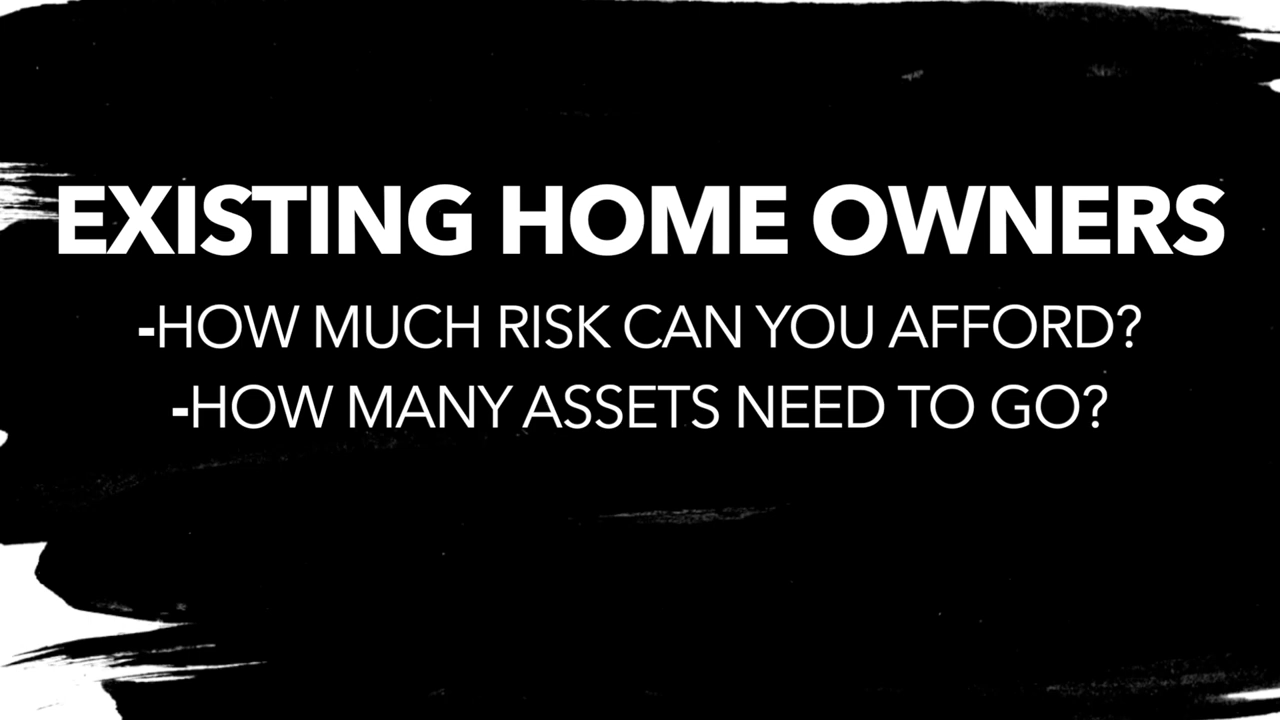 EXISTING HOME OWNERS
-HOW MUCH RISK CAN YOU AFFORD?
-HOW MANY ASSETS NEED TO GO?